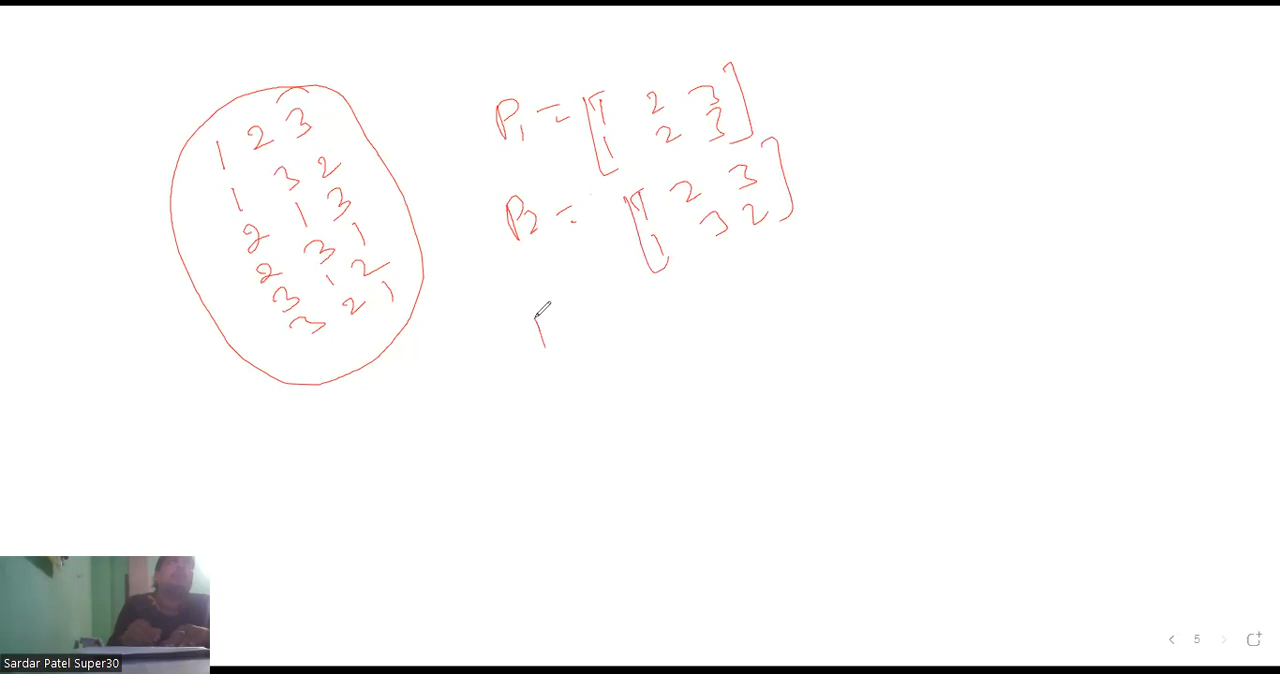 1 2 3
1 3 2
2 1 3
2 3 1
3 1 2
3 2 1
P1 = [1 2 3
1 2 3]
P2 = [1 2 3
1 3 2]
Sardar Patel Super30
5